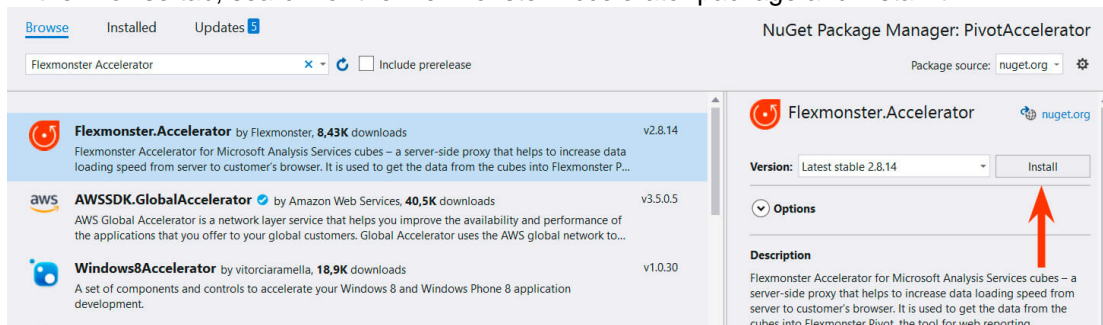 Browse Installed Updates 5
NuGet Package Manager: PivotAccelerator
Flexmonster Accelerator
Include prerelease
Package source: nuget.org
Flexmonster.Accelerator by Flexmonster, 8,43K downloads
v2.8.14
Flexmonster Accelerator for Microsoft Analysis Services cubes – a server-side proxy that helps to increase data
loading speed from server to customer's browser. It is used to get the data from the cubes into Flexmonster P...
aws
AWSSDK.GlobalAccelerator by Amazon Web Services, 40,5K downloads
v3.5.0.5
AWS Global Accelerator is a network layer service that helps you improve the availability and performance of
the applications that you offer to your global customers. Global Accelerator uses the AWS global network to...
Windows8Accelerator by vitorciaramella, 18,9K downloads
v1.0.30
A set of components and controls to accelerate your Windows 8 and Windows Phone 8 application
development.
Flexmonster.Accelerator
nuget.org
Version: Latest stable 2.8.14
Install
Options
Description
Flexmonster Accelerator for Microsoft Analysis Services cubes – a
server-side proxy that helps to increase data loading speed from
server to customer's browser. It is used to get the data from the
cubes into Flexmonster Pivot, the tool for web reporting